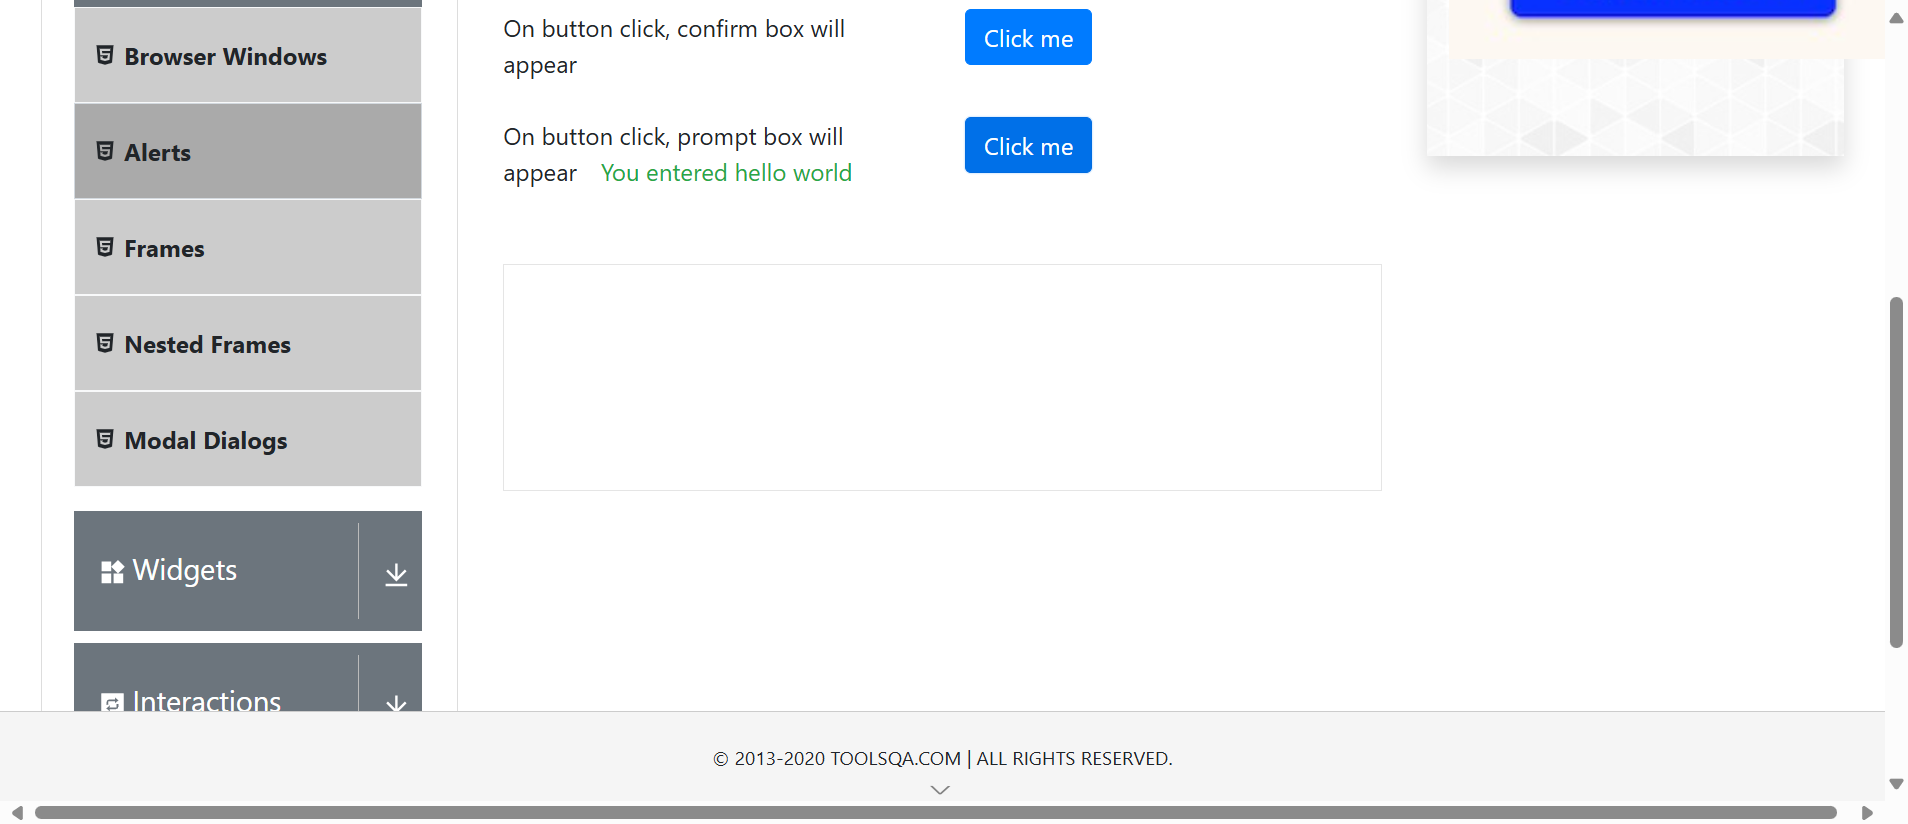 Browser Windows
Alerts
Frames
Nested Frames
Modal Dialogs
Widgets
Interactions
On button click, confirm box will
appear
Click me
On button click, prompt box will
appear You entered hello world
Click me
© 2013-2020 TOOLSQA.COM | ALL RIGHTS RESERVED.